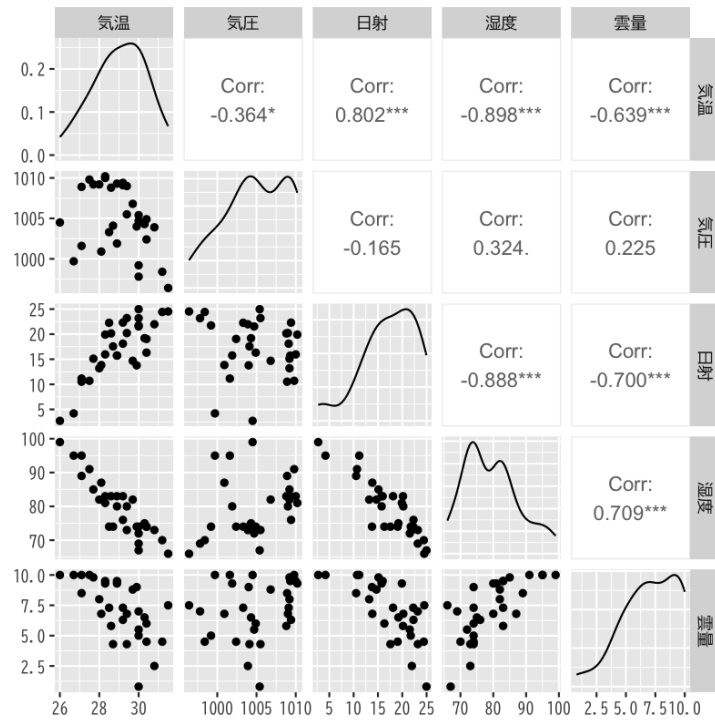 気温 気圧 日射 湿度 雲量
0.2
0.1
0.0
Corr:
-0.364*
Corr:
0.802***
Corr:
-0.898***
Corr:
-0.639***
気温
1010
1005
1000
Corr:
-0.165
Corr:
0.324.
Corr:
0.225
気圧
25
20
15
10
5
Corr:
-0.888***
Corr:
-0.700***
日射
100
90
80
70
Corr:
0.709***
湿度
10.0
7.5
5.0
2.5
雲量
26 28 30
1000 1005 1010
5 10 15 20 25
70 80 90 100
2.5 5.0 7.5 10.0